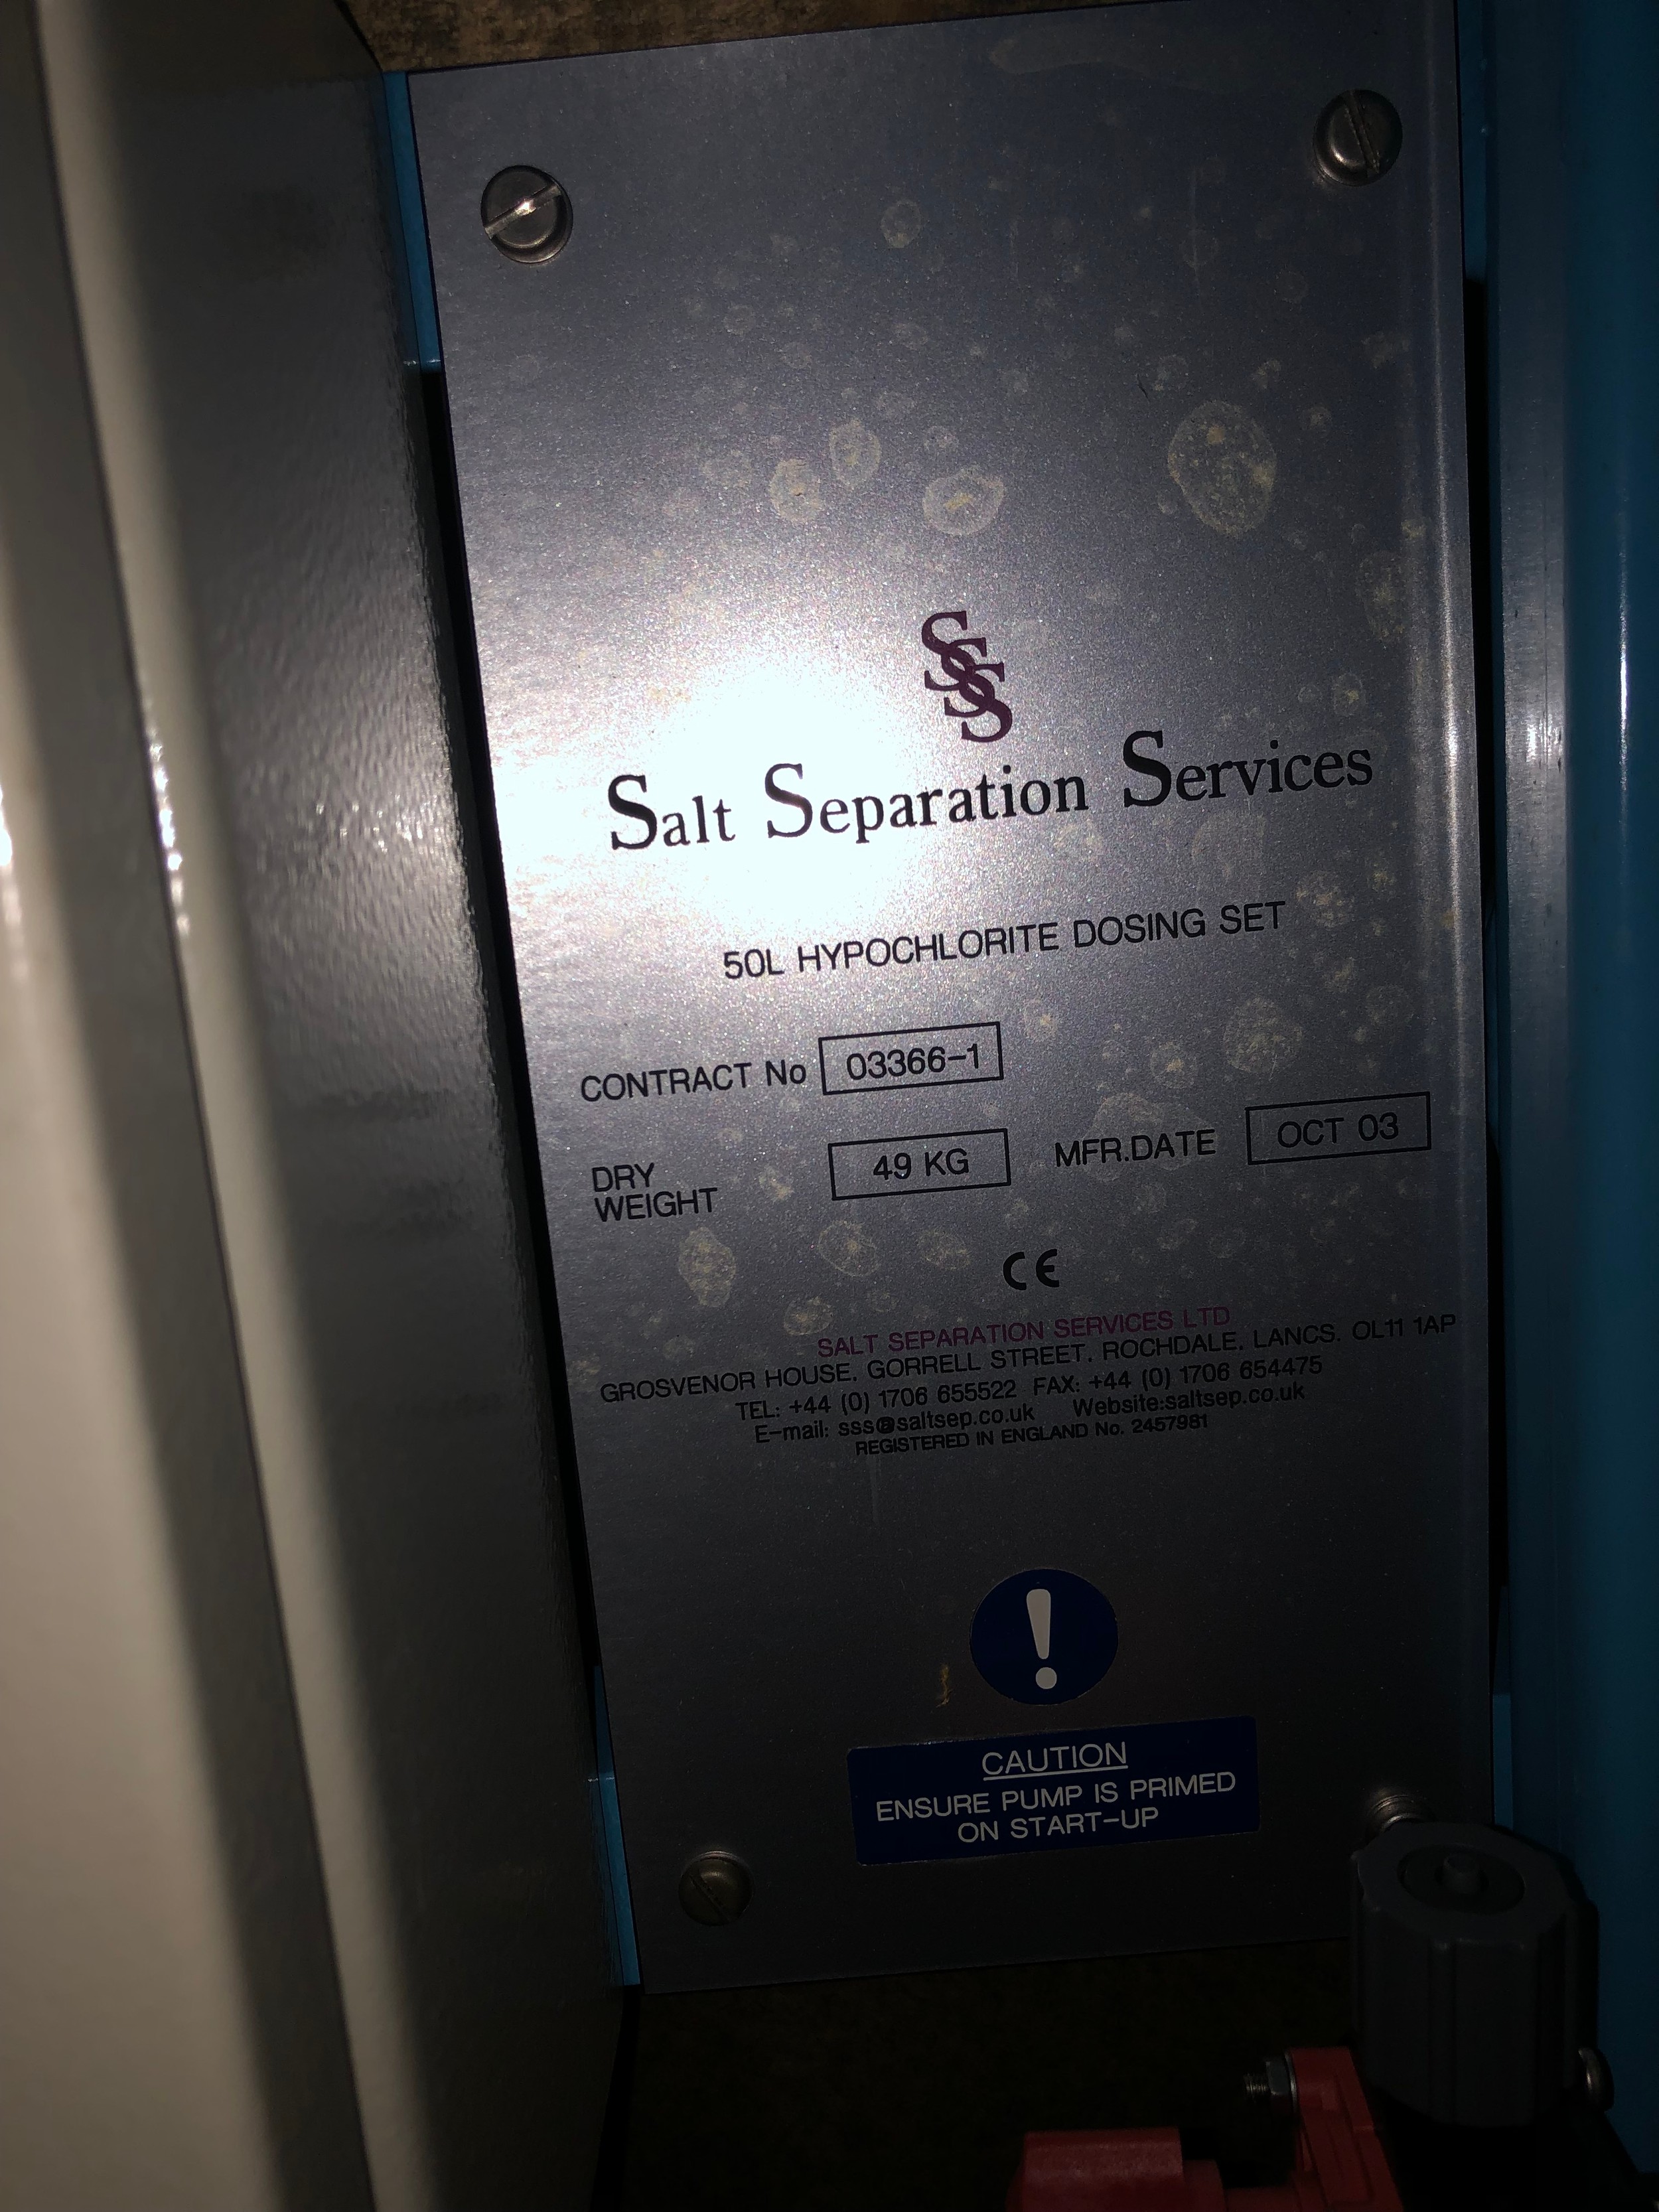 SSS
Salt Separation Services
50L HYPOCHLORITE DOSING SET
CONTRACT No 03366-1
DRY WEIGHT 49 KG MFR.DATE OCT 03
CE
SALT SEPARATION SERVICES LTD
GROSVENOR HOUSE, GORRELL STREET, ROCHDALE, LANCS. OL11 1AP
TEL: +44 (0) 1706 655522 FAX: +44 (0) 1706 654475
E-mail: sss@saltsep.co.uk Website:saltsep.co.uk
REGISTERED IN ENGLAND No. 2457981
!
CAUTION
ENSURE PUMP IS PRIMED
ON START-UP